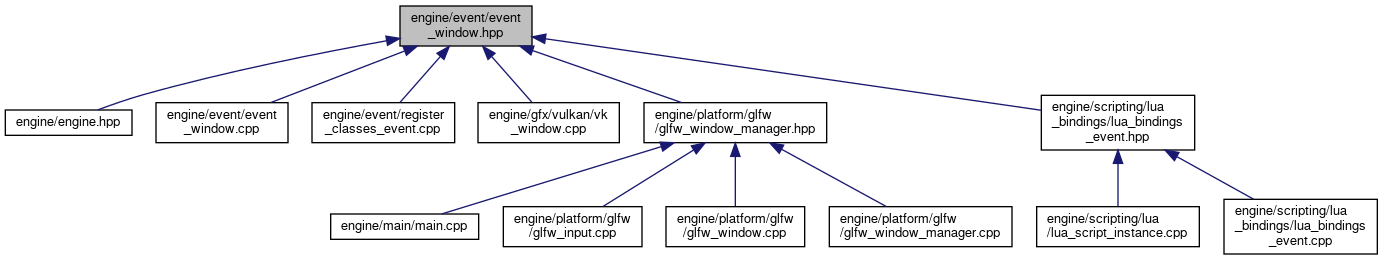 engine/event/event
_window.hpp
engine/engine.hpp
engine/event/event
_window.cpp
engine/event/register
_classes_event.cpp
engine/gfx/vulkan/vk
_window.cpp
engine/platform/glfw
/glfw_window_manager.hpp
engine/scripting/lua
_bindings/lua_bindings
_event.hpp
engine/main/main.cpp
engine/platform/glfw
/glfw_input.cpp
engine/platform/glfw
/glfw_window.cpp
engine/platform/glfw
/glfw_window_manager.cpp
engine/scripting/lua
/lua_script_instance.cpp
engine/scripting/lua
_bindings/lua_bindings
_event.cpp